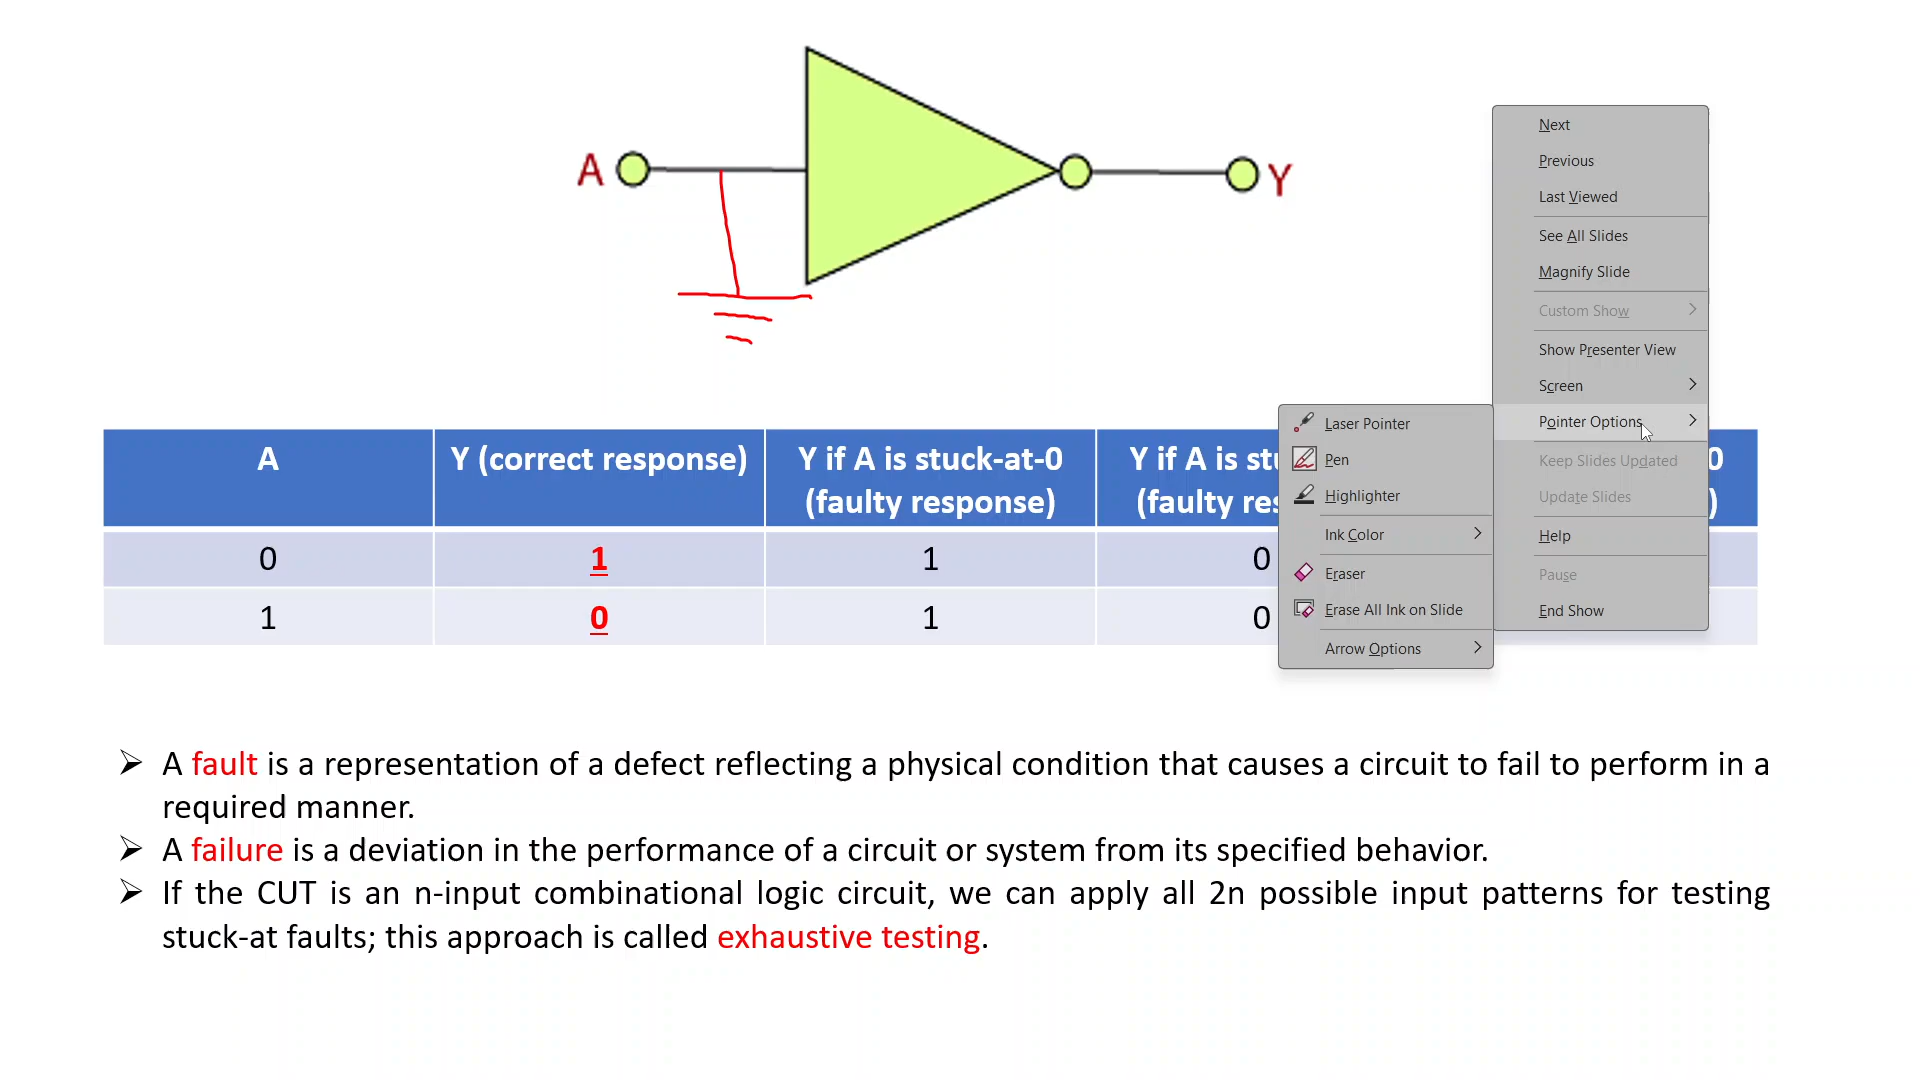 A
Y
A
Y (correct response)
Y if A is stuck-at-0
(faulty response)
Y if A is
(faulty
0
)
0
1
1
0
1
0
1
0
➢ A fault is a representation of a defect reflecting a physical condition that causes a circuit to fail to perform in a
required manner.
➢ A failure is a deviation in the performance of a circuit or system from its specified behavior.
➢ If the CUT is an n-input combinational logic circuit, we can apply all 2n possible input patterns for testing
stuck-at faults; this approach is called exhaustive testing.
Next
Previous
Last Viewed
See All Slides
Magnify Slide
Custom Show
Show Presenter View
Screen
Pointer Options
Keep Slides Updated
Update Slides
Help
Pause
End Show
Laser Pointer
Pen
Highlighter
Ink Color
Eraser
Erase All Ink on Slide
Arrow Options